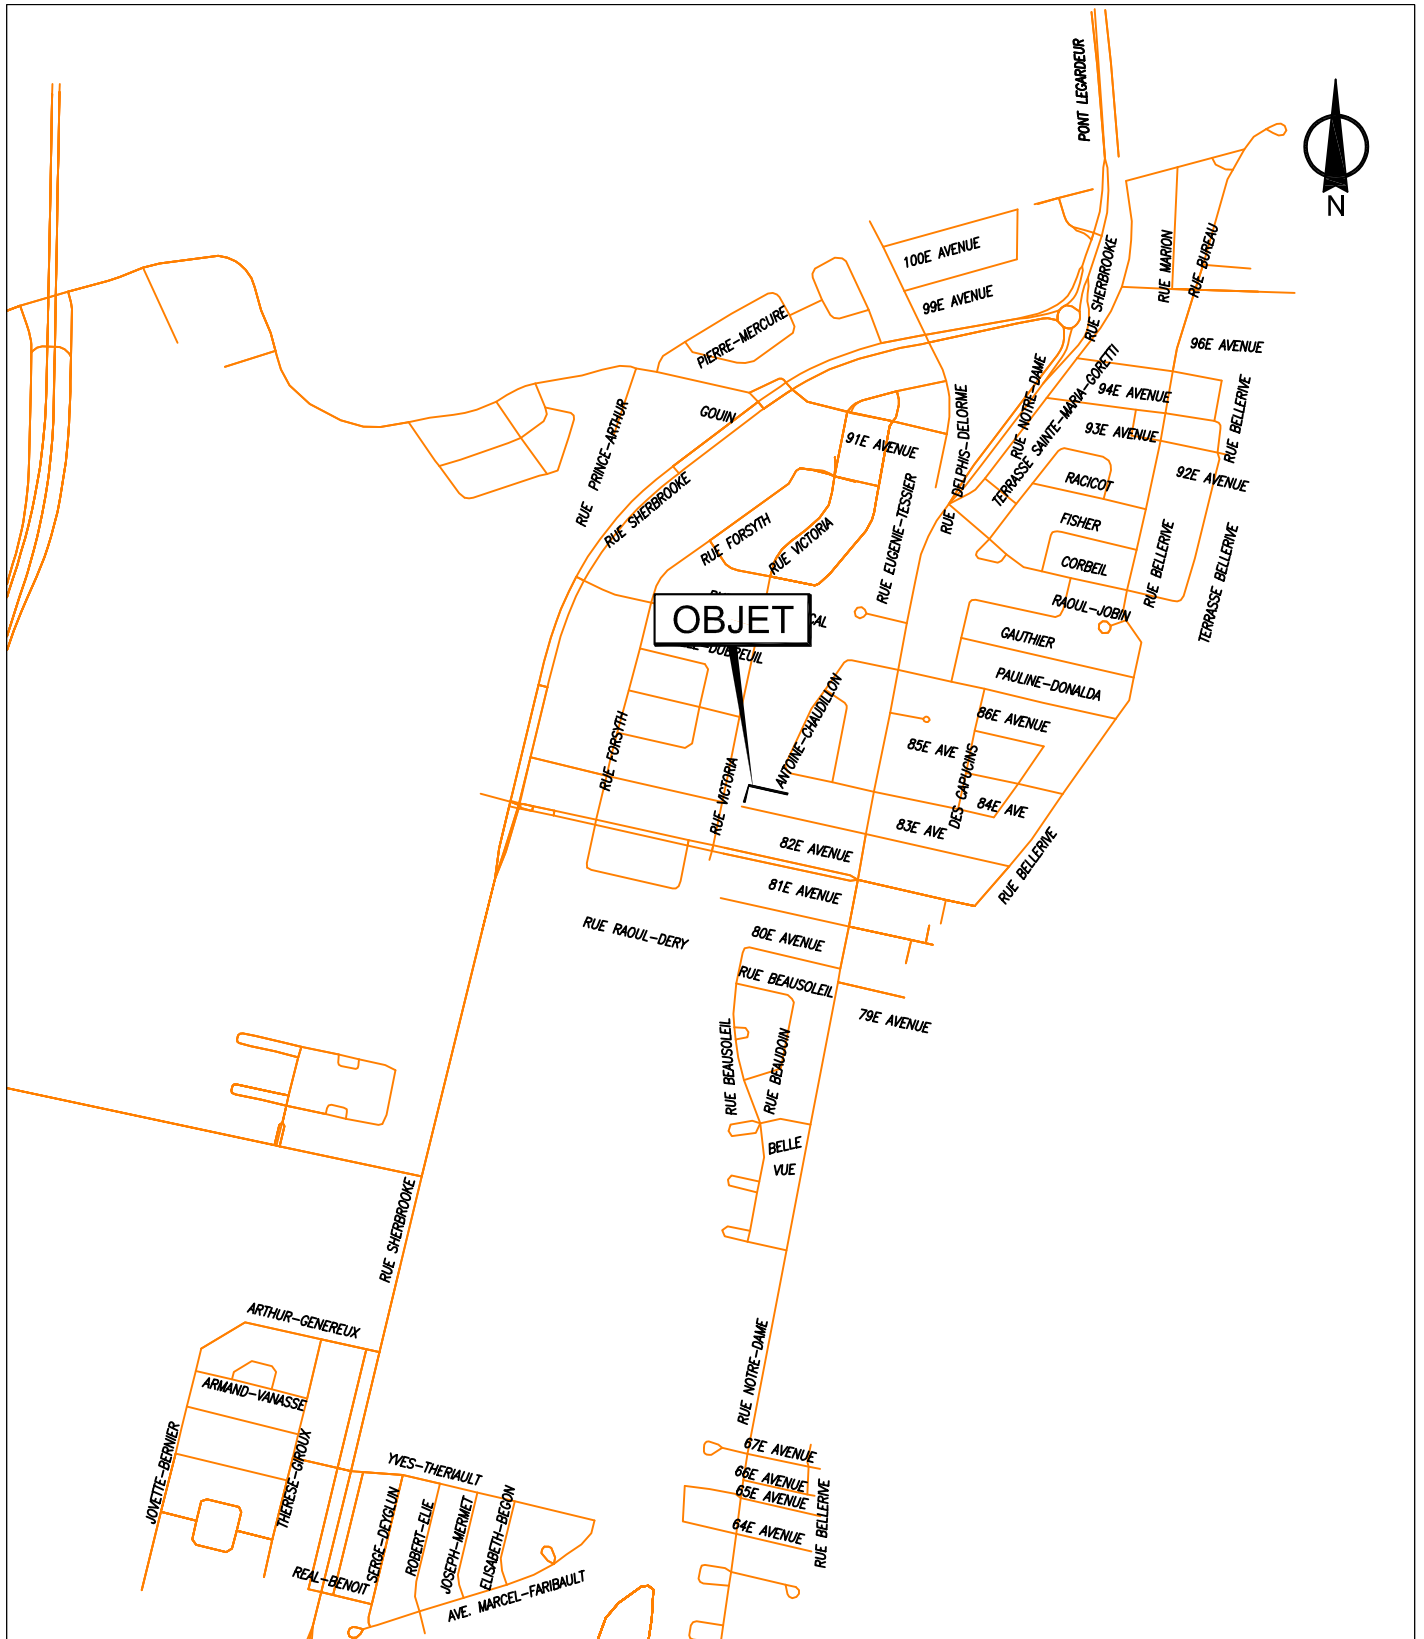 PONT LEGARDEUR
N
100E AVENUE
99E AVENUE
RUE SHERBROOKE
RUE MARION
RUE BUREAU
PIERRE-MERCURE
96E AVENUE
94E AVENUE
93E AVENUE
92E AVENUE
RUE BELLERIVE
GOUIN
RUE PRINCE-ARTHUR
91E AVENUE
RUE DELPHIS-DELORME
RUE NOTRE-DAME
TERRASSE SAINTE-MARIA-GORETTI
RACICOT
FISHER
CORBEIL
RAOUL-JOBIN
RUE BELLERIVE
TERRASSE BELLERIVE
RUE SHERBROOKE
RUE FORSYTH
RUE VICTORIA
RUE EUGENIE-TESSIER
OBJET
GAUTHIER
PAULINE-DONALDA
86E AVENUE
85E AVE
DES CAPUCINS
84E AVE
83E AVE
ANTOINE-CHAUDILLON
RUE FORSYTH
RUE VICTORIA
82E AVENUE
RUE BELLERIVE
81E AVENUE
80E AVENUE
RUE RAOUL-DERY
RUE BEAUSOLEIL
79E AVENUE
RUE BEAUSOLEIL
RUE BEAUDOIN
BELLE
VUE
RUE SHERBROOKE
ARTHUR-GENEREUX
ARMAND-VANASSE
JOVETTE-BERNIER
THERESE-GIROUX
RUE NOTRE-DAME
67E AVENUE
66E AVENUE
65E AVENUE
64E AVENUE
RUE BELLERIVE
YVES-THERIAULT
SERGE-DEYGLUN
ROBERT-ELIE
JOSEPH-MERMET
ELISABETH-BEGON
REAL-BENOIT
AVE. MARCEL-FARIBAULT